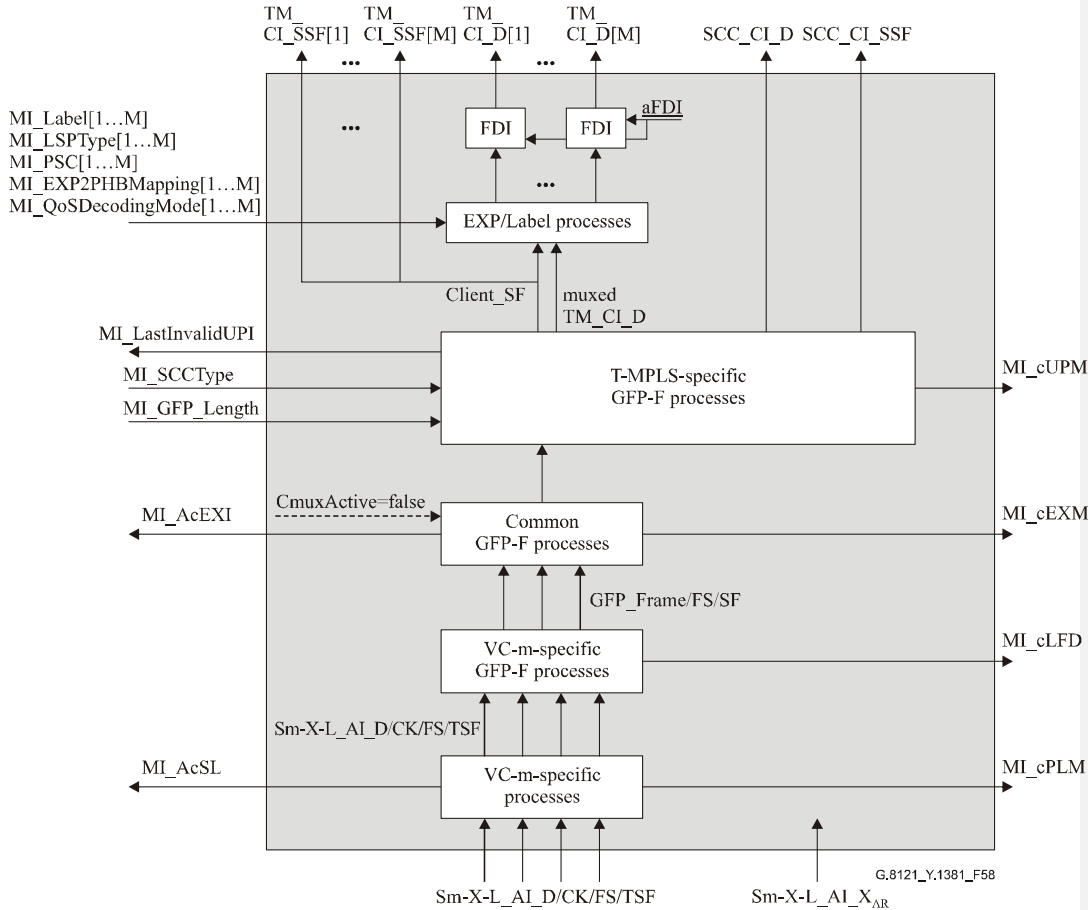 TM_
CI_SSF[1]
TM_
CI_SSF[M]
TM_
CI_D[1]
TM_
CI_D[M]
SCC_CI_D
SCC_CI_SSF
...
...
MI_Label[1...M]
MI_LSPType[1...M]
MI_PSC[1...M]
MI_EXP2PHBMapping[1...M]
MI_QoSDecodingMode[1...M]
...
FDI
FDI
aFDI
...
EXP/Label processes
Client_SF
muxed
TM_CI_D
MI_LastInvalidUPI
MI_SCCType
MI_GFP_Length
T-MPLS-specific
GFP-F processes
MI_cUPM
CmuxActive=false
MI_AcEXI
Common
GFP-F processes
MI_cEXM
GFP_Frame/FS/SF
VC-m-specific
GFP-F processes
MI_cLFD
Sm-X-L_AI_D/CK/FS/TSF
MI_AcSL
VC-m-specific
processes
MI_cPLM
G.8121_Y.1381_F58
Sm-X-L_AI_D/CK/FS/TSF
Sm-X-L_AI_X_AR